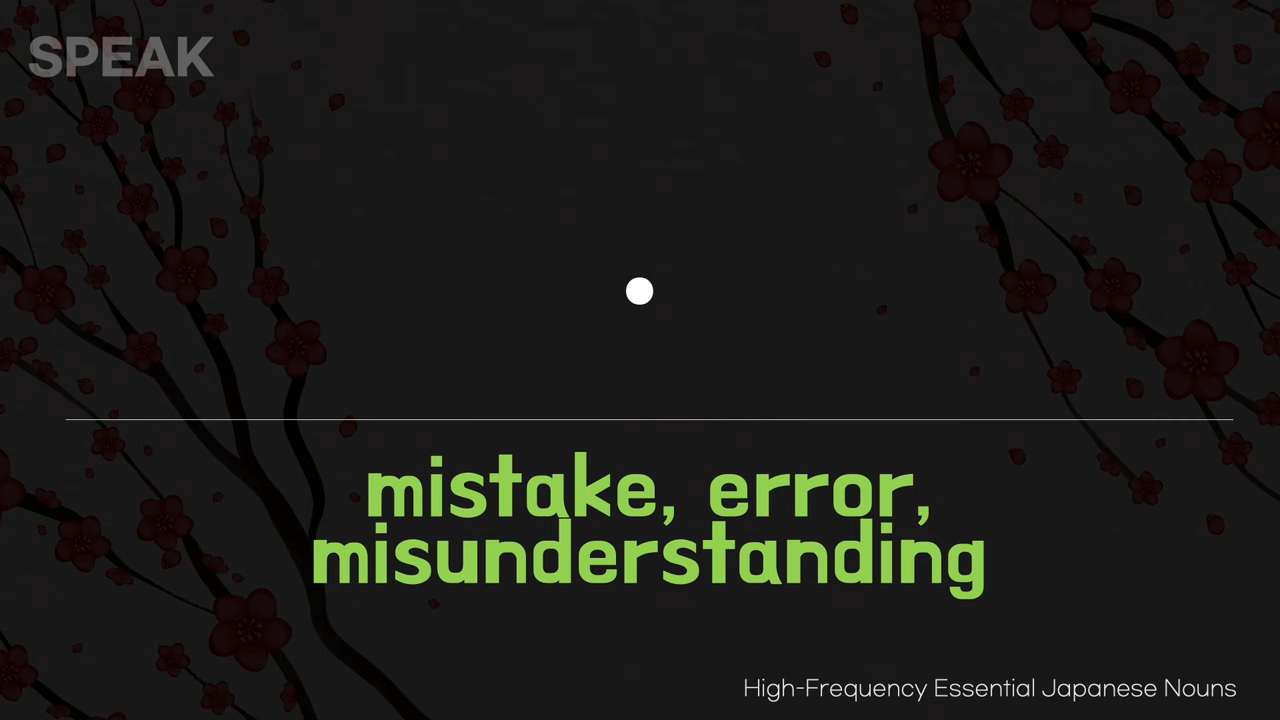 SPEAK
mistake, error,
misunderstanding
High-Frequency Essential Japanese Nouns